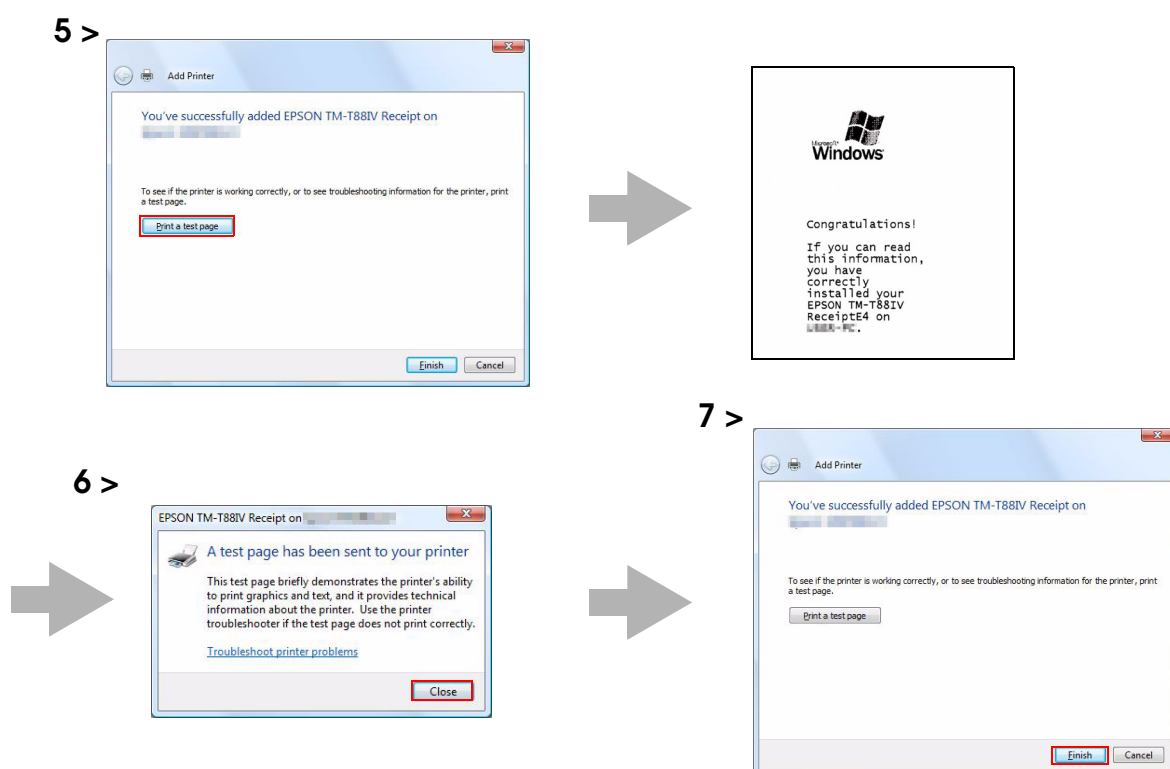 5 >
Add Printer
You've successfully added EPSON TM-T88IV Receipt on
To see if the printer is working correctly, or to see troubleshooting information for the printer, print
a test page.
Print a test page
Finish
Cancel
Microsoft
Windows
Congratulations!
If you can read
this information,
you have
correctly
installed your
EPSON TM-T88IV
ReceiptE4 on
6 >
EPSON TM-T88IV Receipt on
A test page has been sent to your printer
This test page briefly demonstrates the printer's ability
to print graphics and text, and it provides technical
information about the printer. Use the printer
troubleshooter if the test page does not print correctly.
Troubleshoot printer problems
Close
7 >
Add Printer
You've successfully added EPSON TM-T88IV Receipt on
To see if the printer is working correctly, or to see troubleshooting information for the printer, print
a test page.
Print a test page
Finish
Cancel